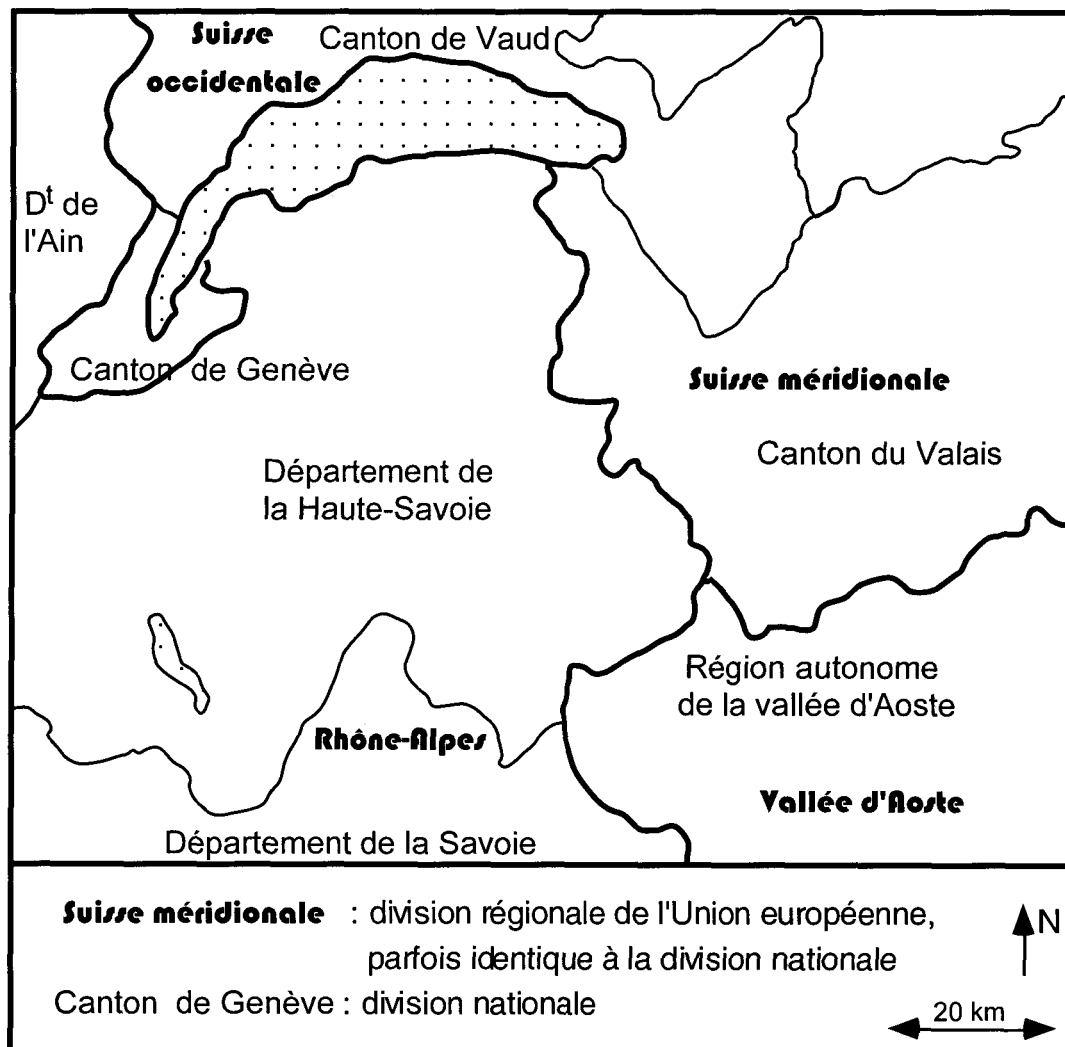 Suisse
occidentale
Canton de Vaud
Dt de
l'Ain
Canton de Genève
Suisse méridionale
Canton du Valais
Département de
la Haute-Savoie
Région autonome
de la vallée d'Aoste
Rhône-Alpes
Vallée d'Aoste
Département de la Savoie
Suisse méridionale : division régionale de l'Union européenne,
parfois identique à la division nationale
N
Canton de Genève : division nationale
20 km